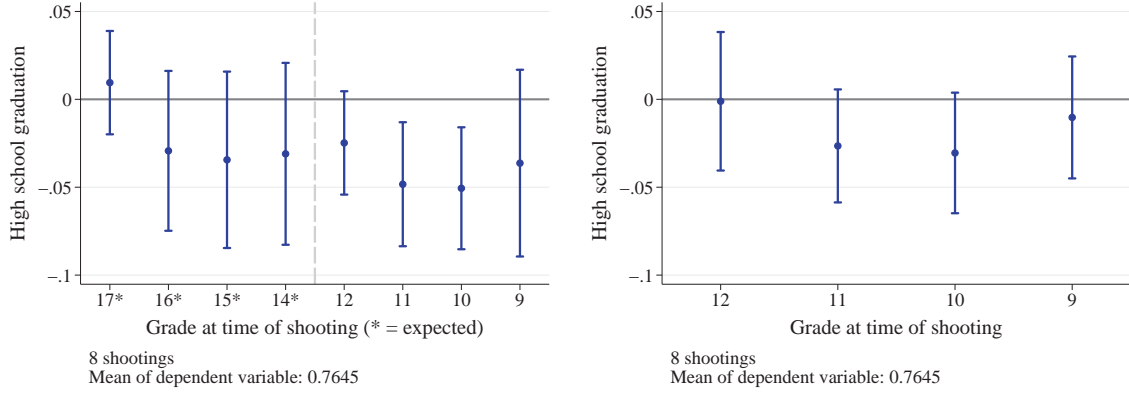 High school graduation
.05
0
−.05
−.1
17* 16* 15* 14* 12 11 10 9
Grade at time of shooting (* = expected)
8 shootings
Mean of dependent variable: 0.7645
High school graduation
.05
0
−.05
−.1
12 11 10 9
Grade at time of shooting
8 shootings
Mean of dependent variable: 0.7645